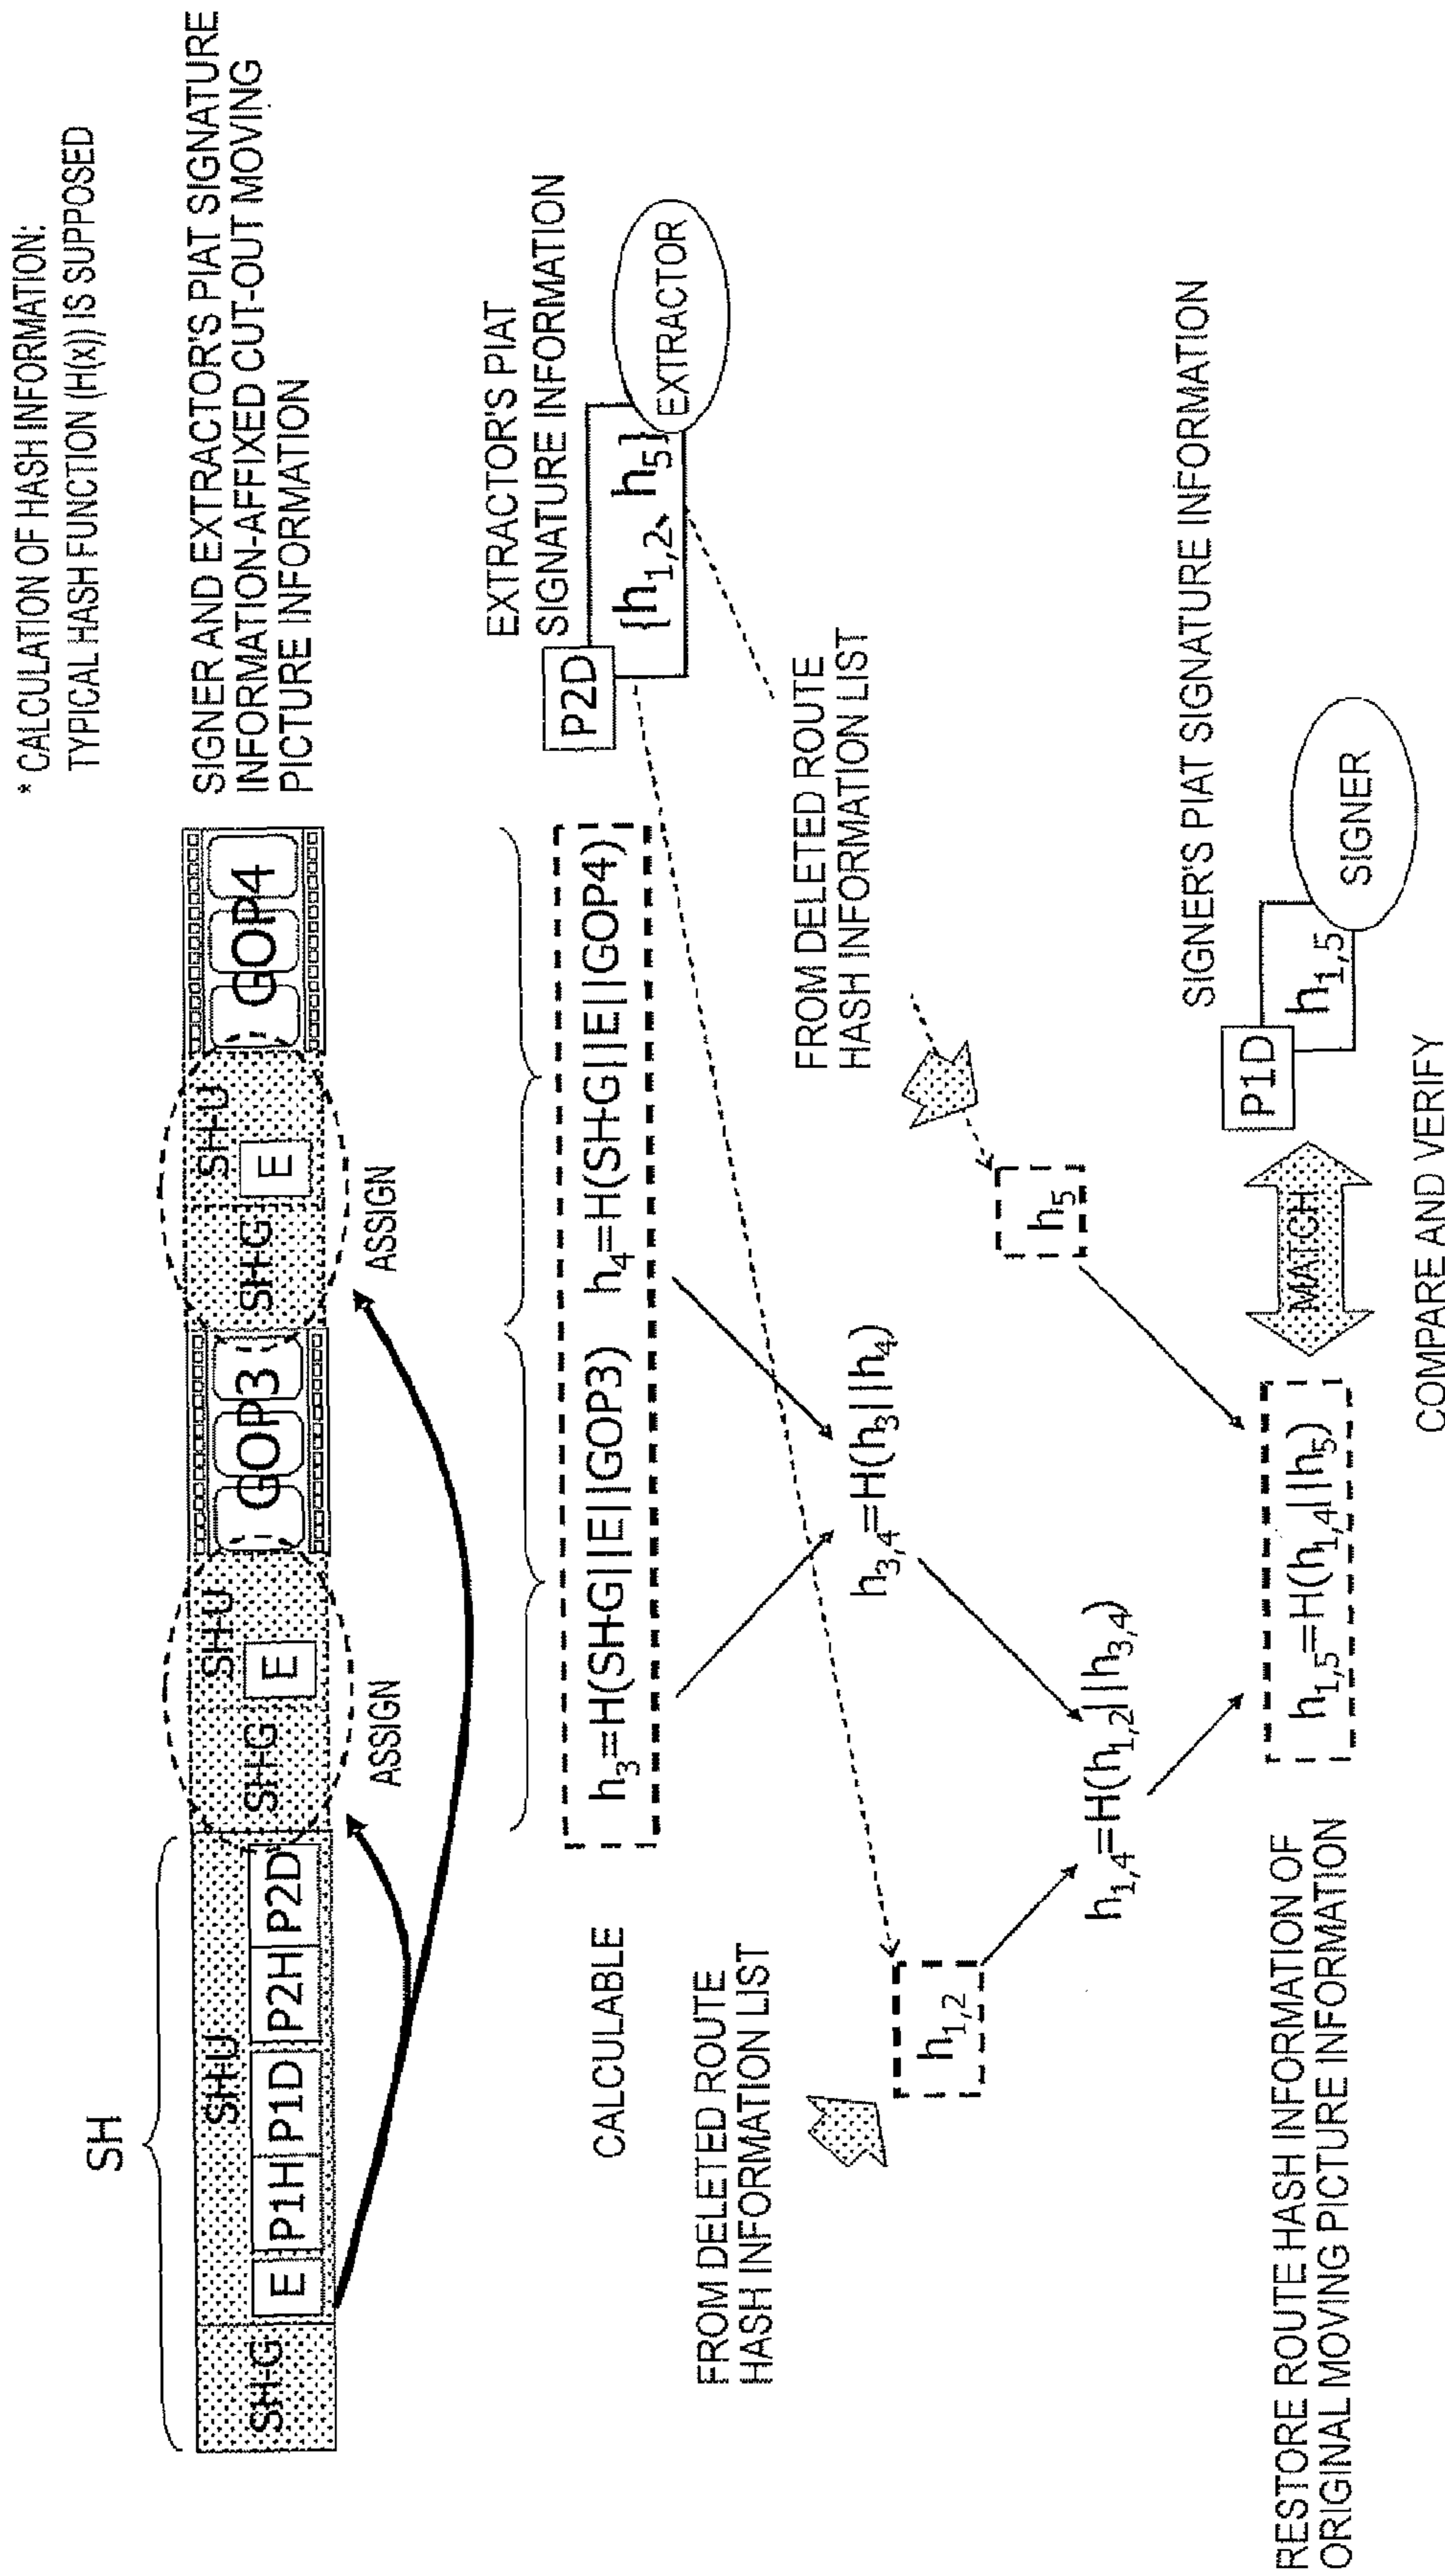 * CALCULATION OF HASH INFORMATION:
TYPICAL HASH FUNCTION (H(x)) IS SUPPOSED
SIGNER AND EXTRACTOR'S PIAT SIGNATURE
INFORMATION-AFFIXED CUT-OUT MOVING
PICTURE INFORMATION
SH
SH-G
SH-U
E P1H P1D P2H P2D
SH-G
SH-U
E
GOP3
SH-G
SH-U
E
GOP4
ASSIGN
ASSIGN
EXTRACTOR'S PIAT
SIGNATURE INFORMATION
CALCULABLE
h3=H(SH-G||E||GOP3) h4=H(SH-G||E||GOP4)
P2D
{h1,2、h5}
EXTRACTOR
FROM DELETED ROUTE
HASH INFORMATION LIST
FROM DELETED ROUTE
HASH INFORMATION LIST
h3,4=H(h3||h4)
h1,2
h5
h1,4=H(h1,2||h3,4)
SIGNER'S PIAT SIGNATURE INFORMATION
RESTORE ROUTE HASH INFORMATION OF
ORIGINAL MOVING PICTURE INFORMATION
h1,5=H(h1,4||h5)
MATCH
P1D
h1,5
SIGNER
COMPARE AND VERIFY